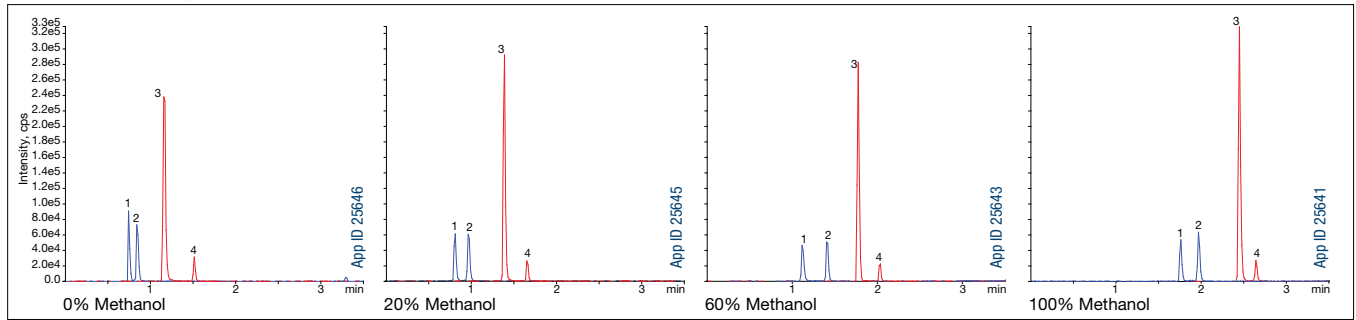 Intensity, cps
3.3e5
3.2e5
3.0e5
2.8e5
2.6e5
2.4e5
2.2e5
2.0e5
1.8e5
1.6e5
1.4e5
1.2e5
1.0e5
8.0e4
6.0e4
4.0e4
2.0e4
0.0
1
2
3
4
1 2 3 min
App ID 25646
0% Methanol
1
2
3
4
1 2 3 min
App ID 25645
20% Methanol
1
2
3
4
1 2 3 min
App ID 25643
60% Methanol
1
2
3
4
1 2 3 min
App ID 25641
100% Methanol